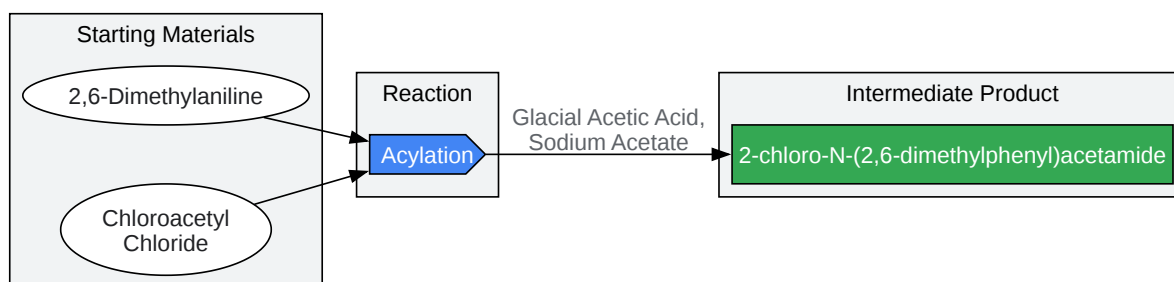 Starting Materials
2,6-Dimethylaniline
Chloroacetyl
Chloride
Reaction
Acylation
Glacial Acetic Acid,
Sodium Acetate
Intermediate Product
2-chloro-N-(2,6-dimethylphenyl)acetamide